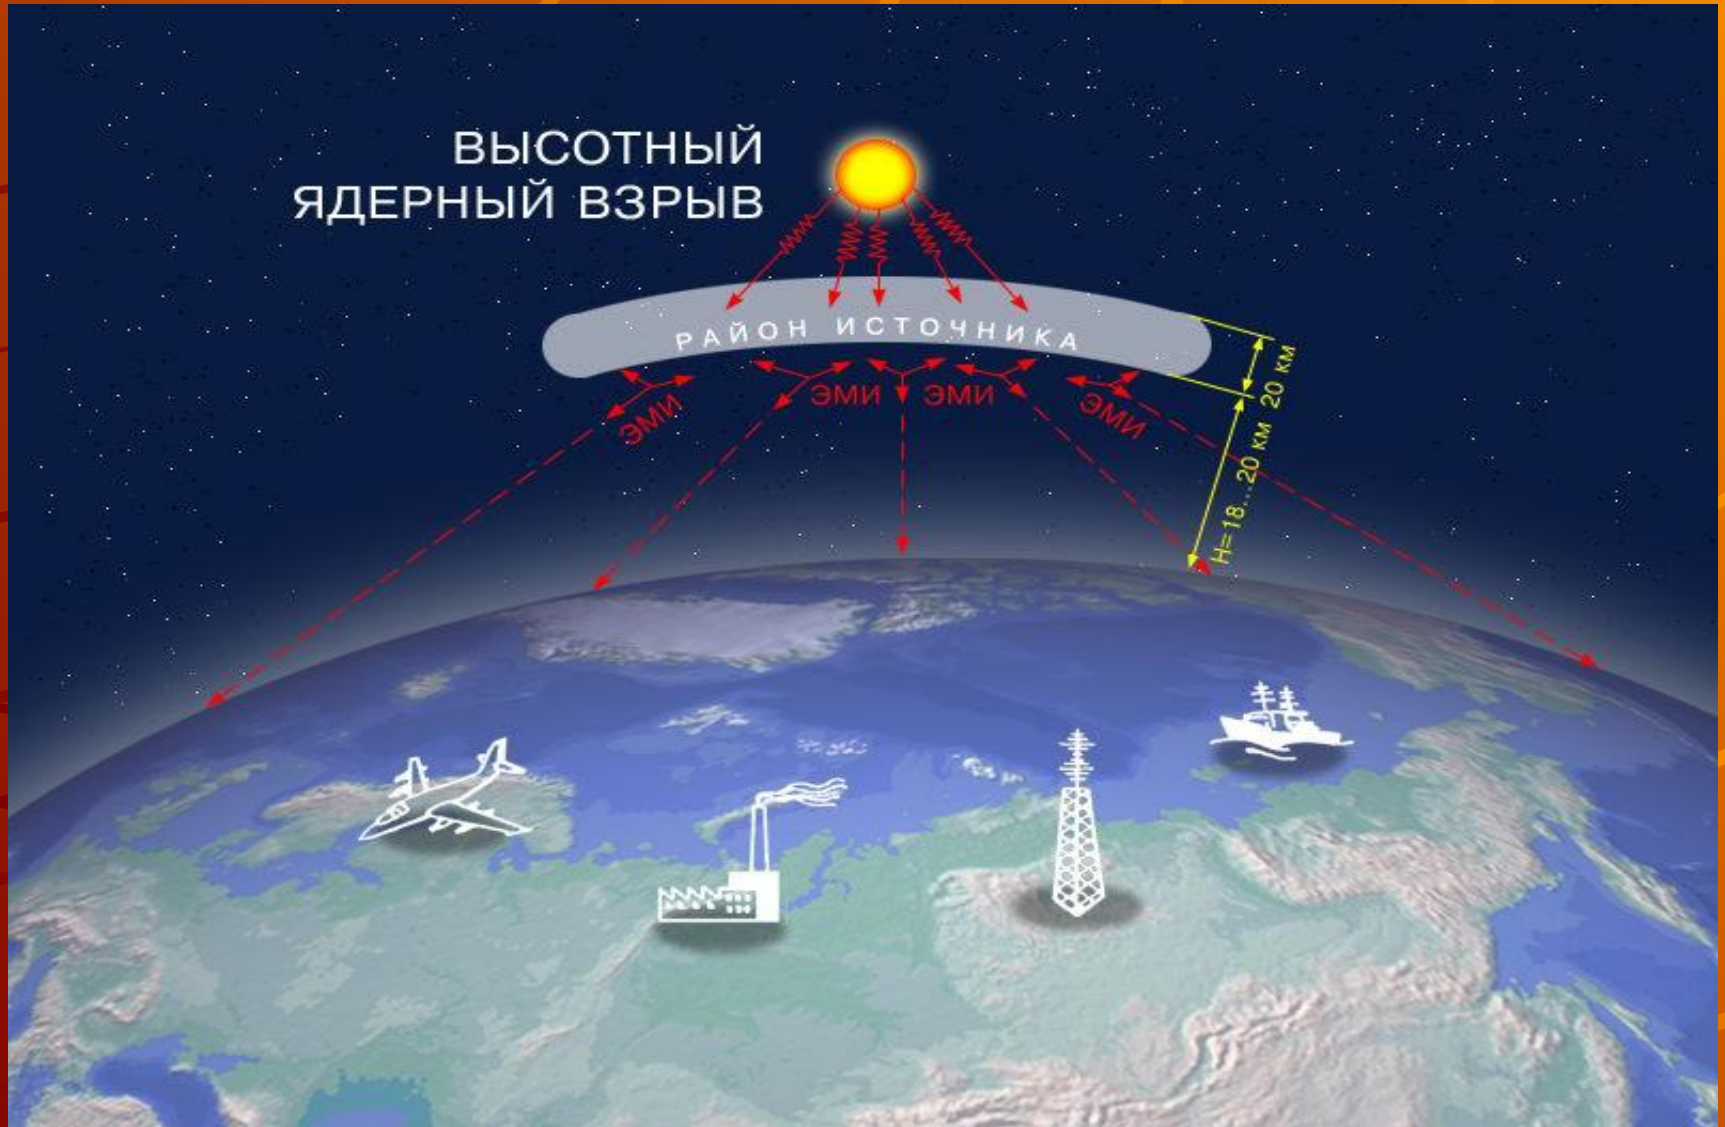 ВЫСОТНЫЙ
ЯДЕРНЫЙ ВЗРЫВ
РАЙОН ИСТОЧНИКА
ЭМИ
ЭМИ
ЭМИ
ЭМИ
20 км
Н=18...20 км